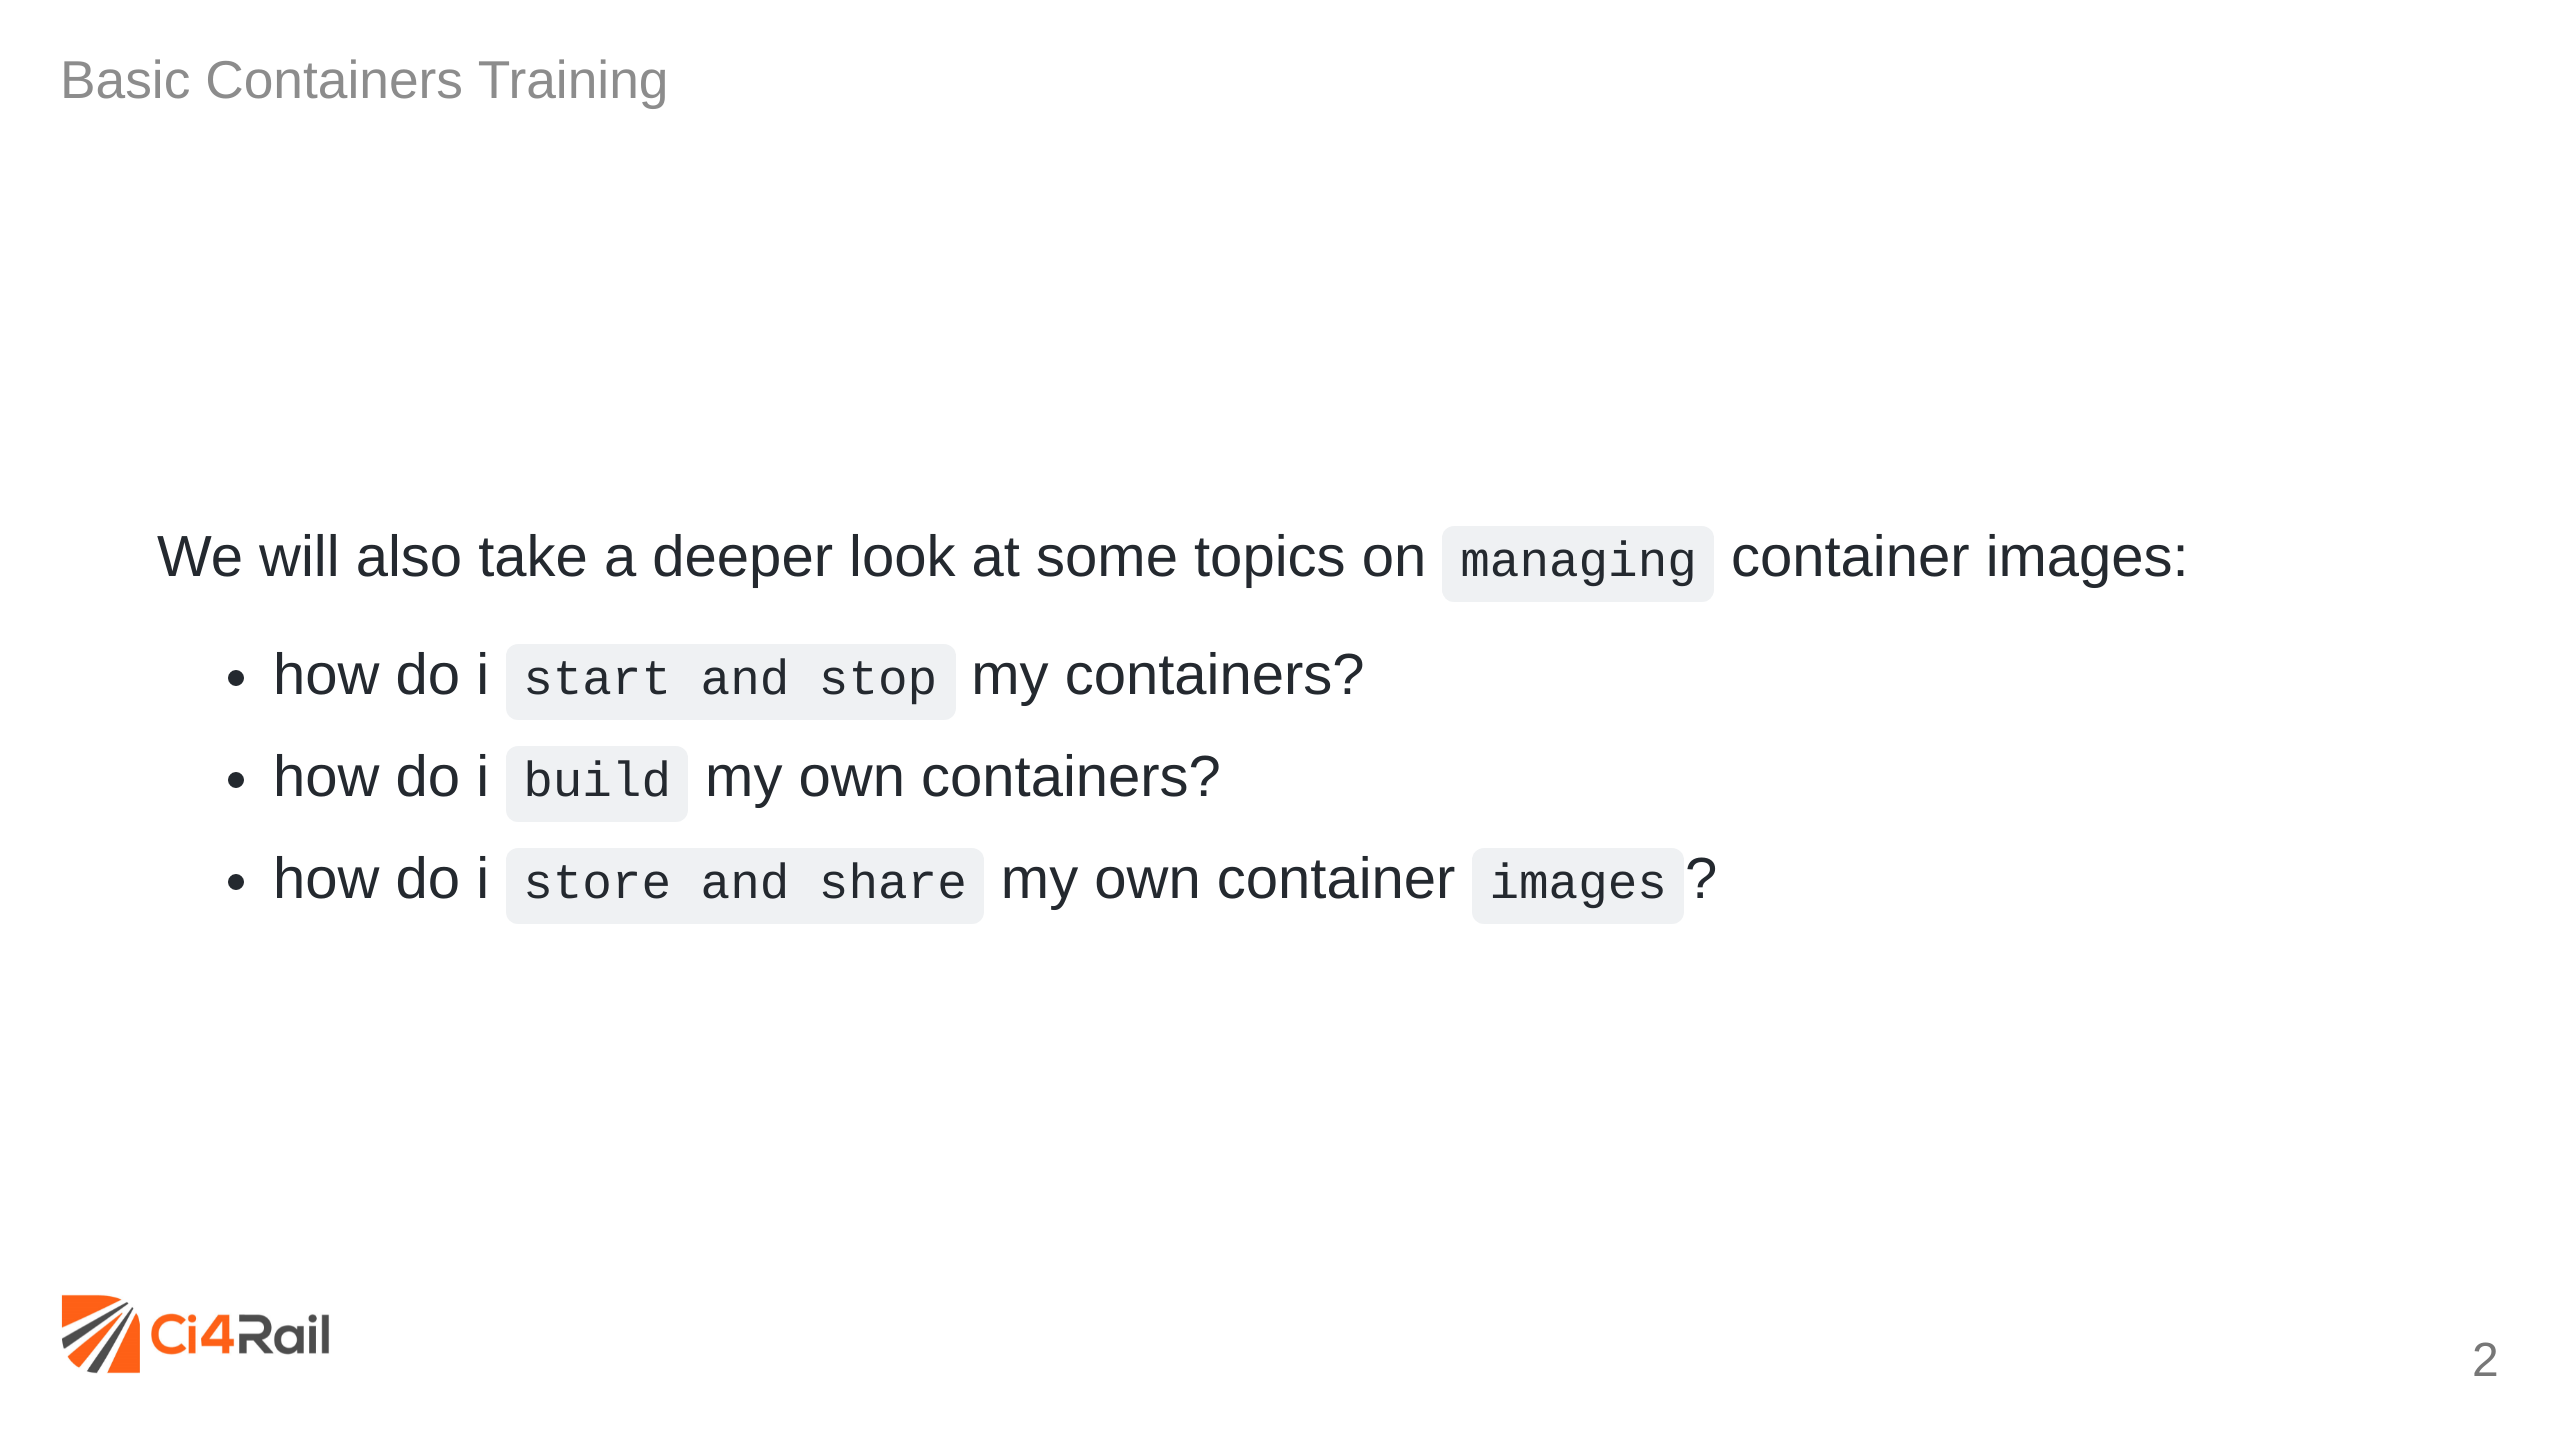 Basic Containers Training
We will also take a deeper look at some topics on managing container images:
• how do i start and stop my containers?
• how do i build my own containers?
• how do i store and share my own container images?
Ci4Rail
2